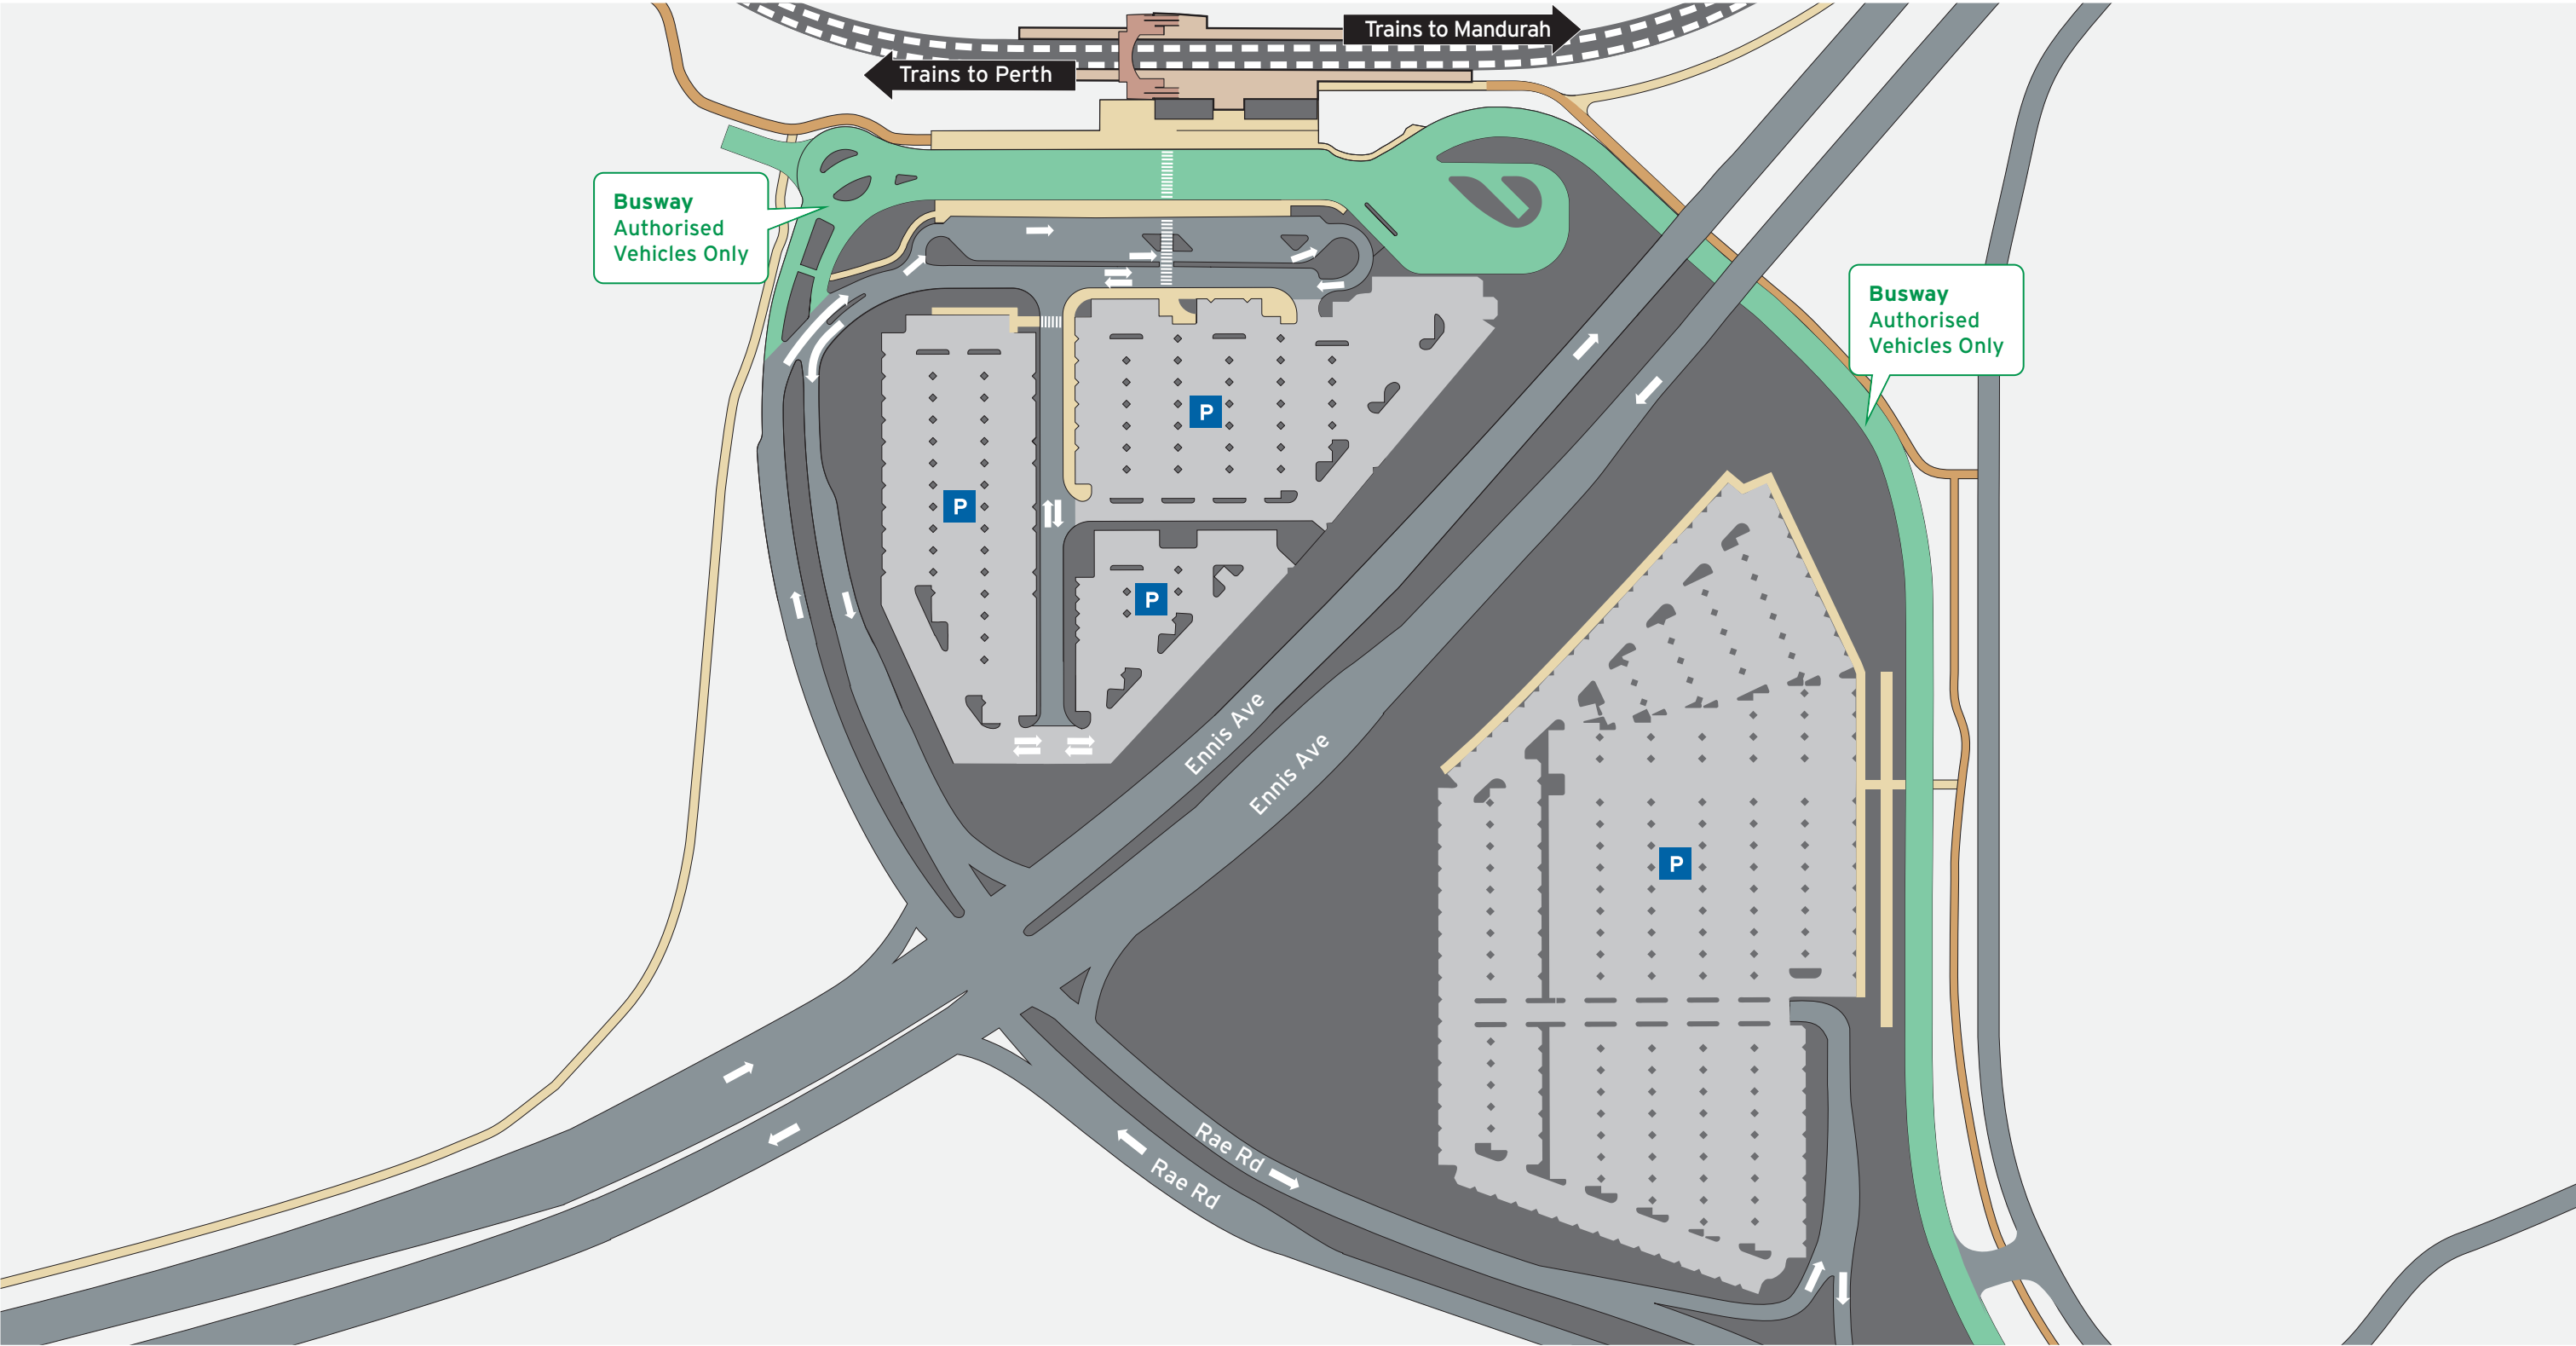 Trains to Mandurah
Trains to Perth
Busway
Authorised
Vehicles Only
Busway
Authorised
Vehicles Only
P
P
P
Ennis Ave
Ennis Ave
P
Rae Rd
Rae Rd